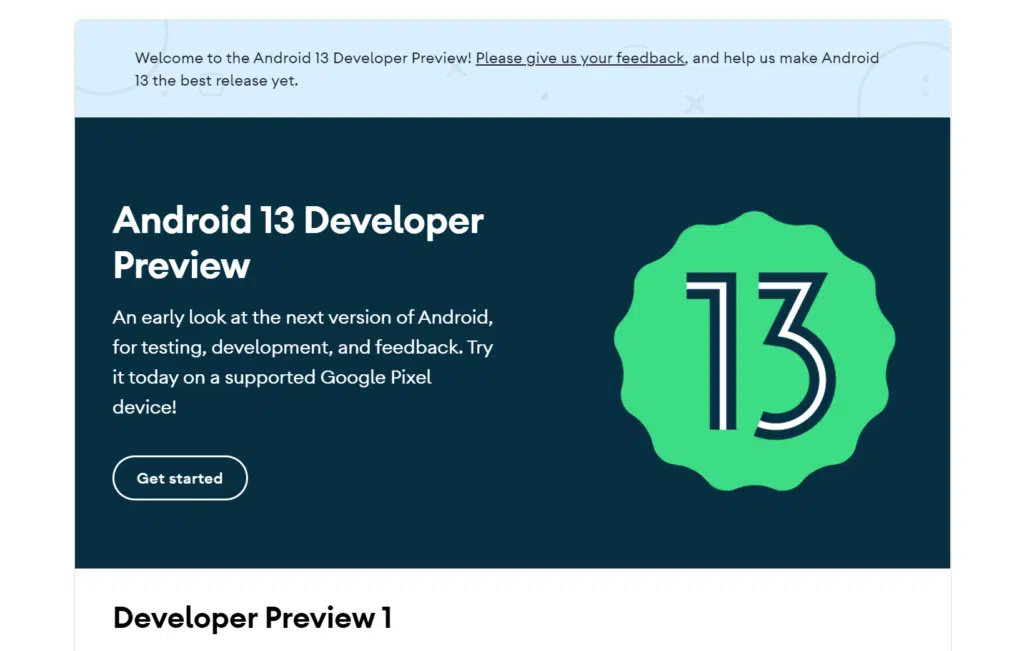 Welcome to the Android 13 Developer Preview! Please give us your feedback, and help us make Android
13 the best release yet.
Android 13 Developer
Preview
An early look at the next version of Android,
for testing, development, and feedback. Try
it today on a supported Google Pixel
device!
Get started
13
Developer Preview 1